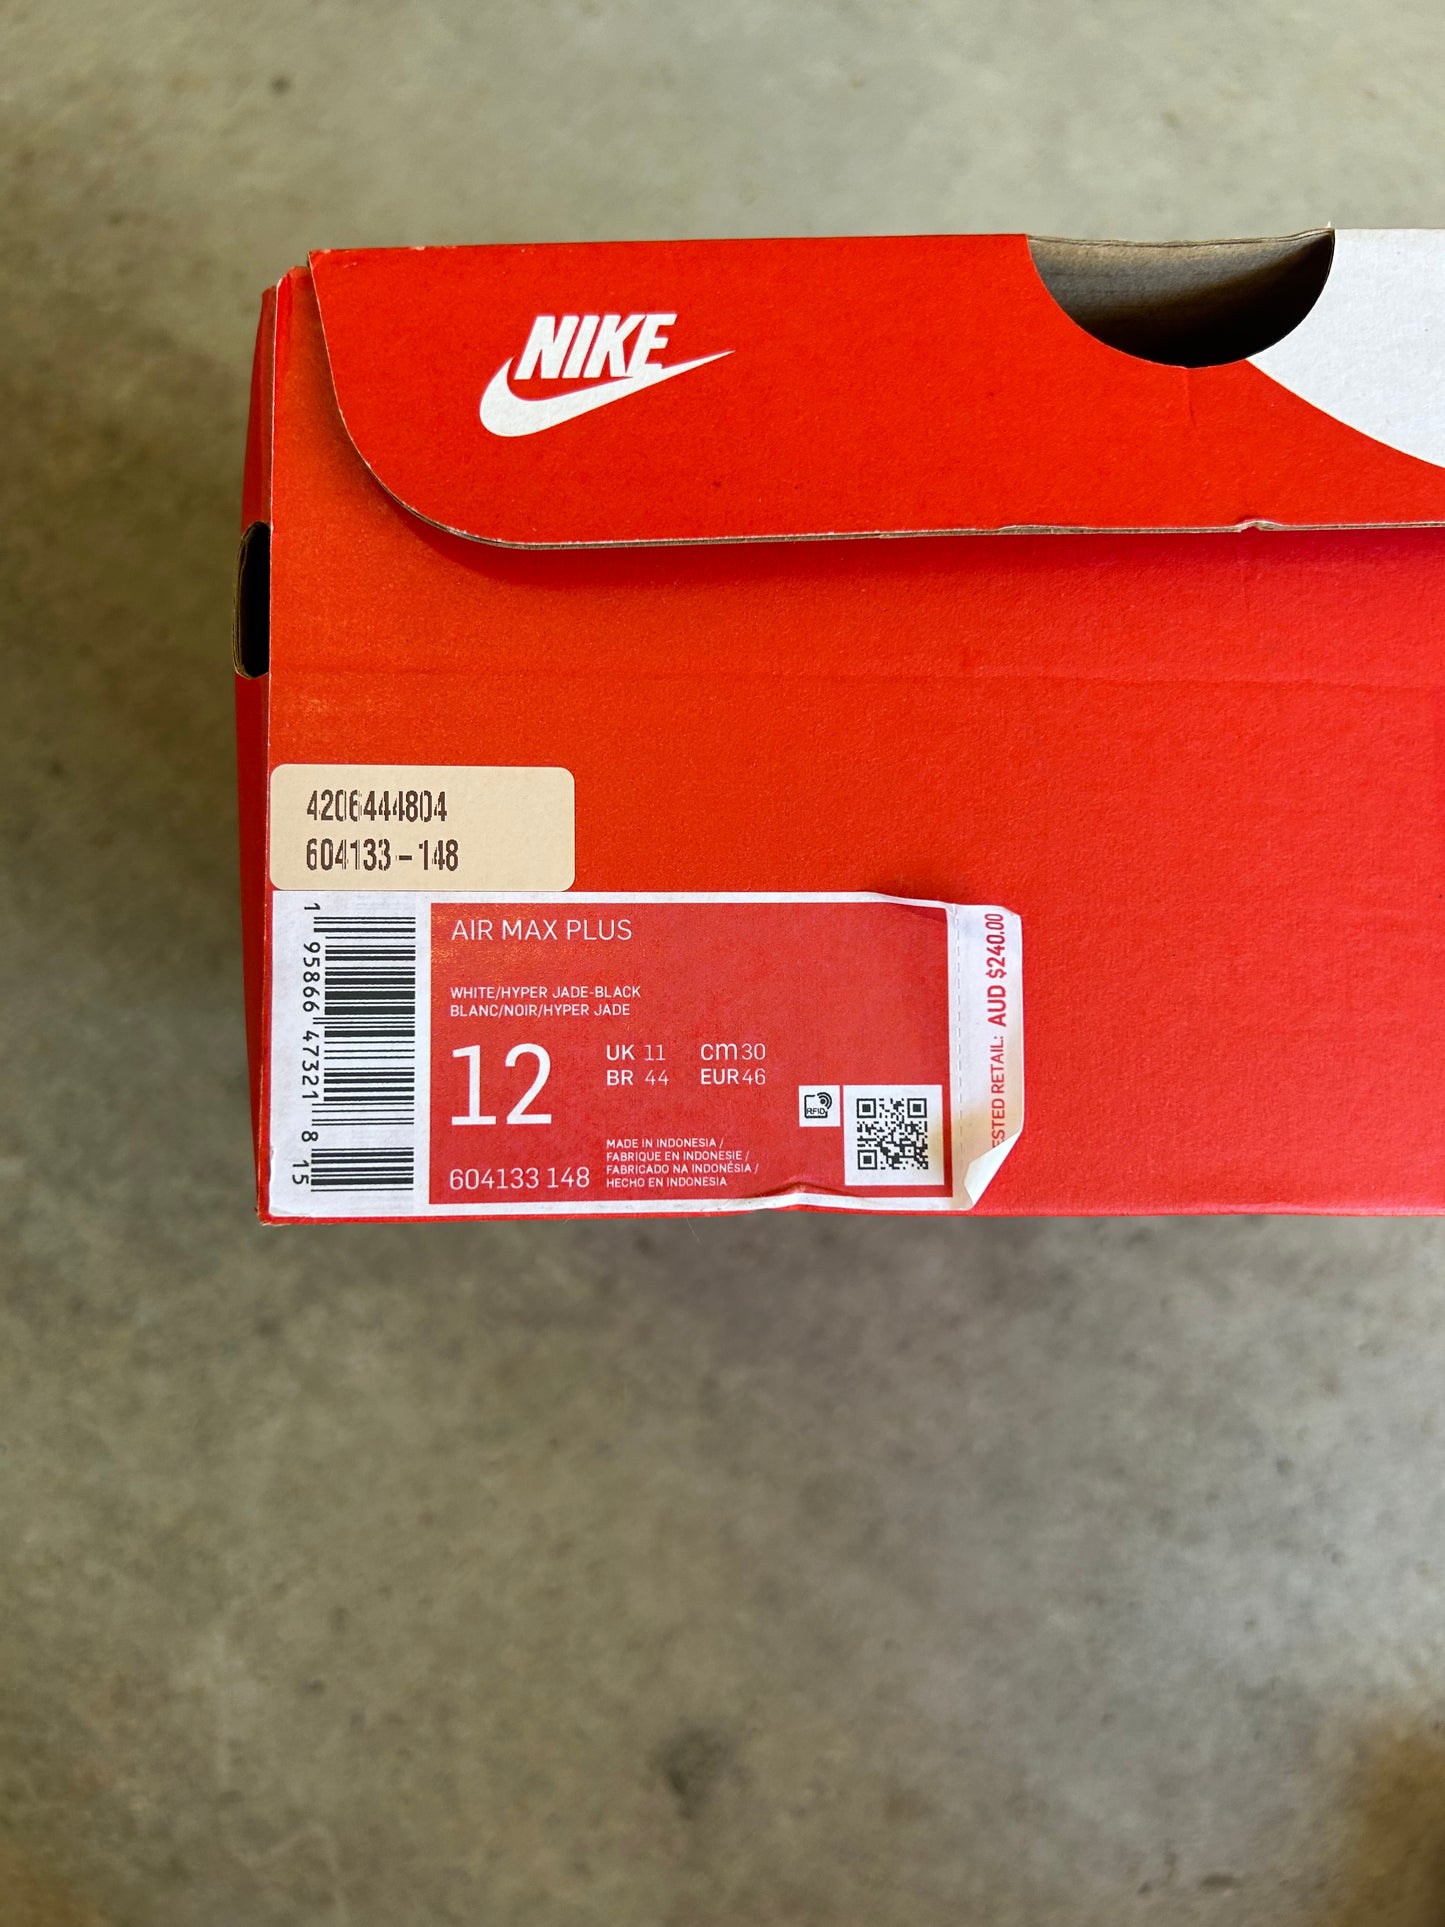 NIKE
4206444804
604133-148
1 95866 47321 8 15
AIR MAX PLUS
WHITE/HYPER JADE-BLACK
BLANC/NOIR/HYPER JADE
12
UK 11 cm 30
BR 44 EUR 46
RFID
604133 148
MADE IN INDONESIA /
FABRIQUE EN INDONESIE /
FABRICADO NA INDONÉSIA /
HECHO EN INDONESIA
ESTED RETAIL: AUD $240.00